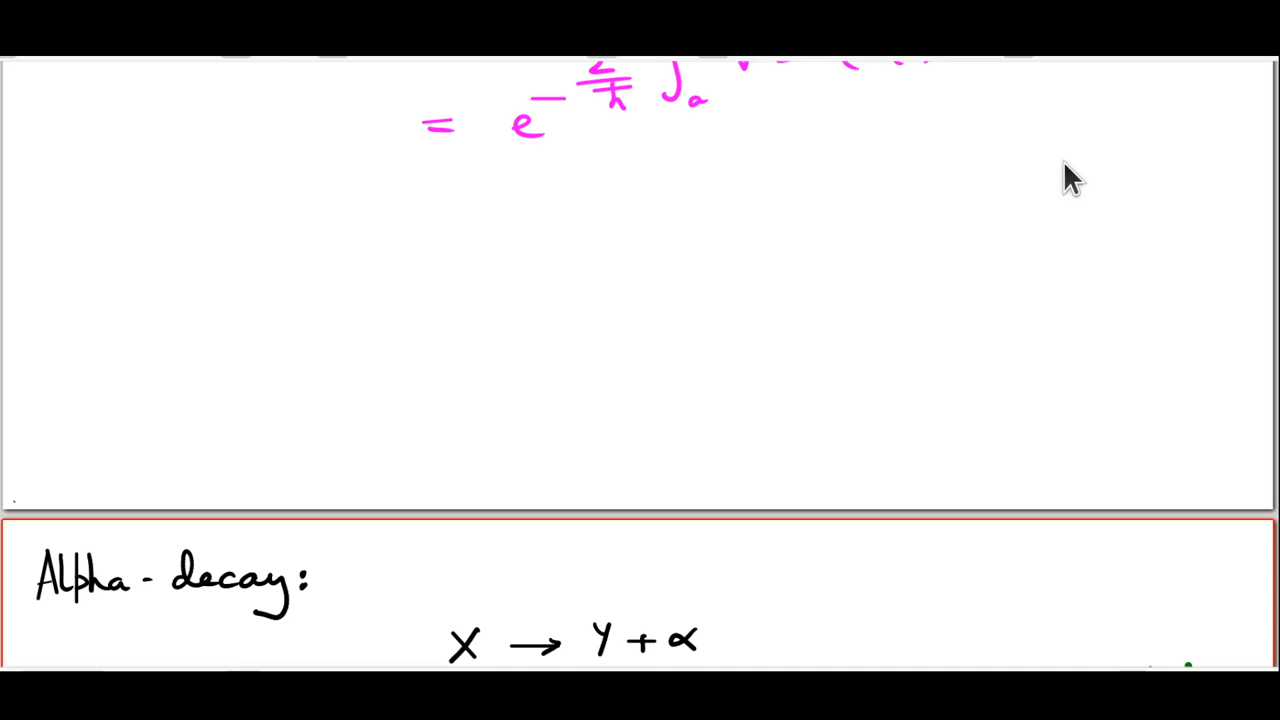 = e^{-\frac{2}{\hbar} \int_a
Alpha-decay:
X → Y + α